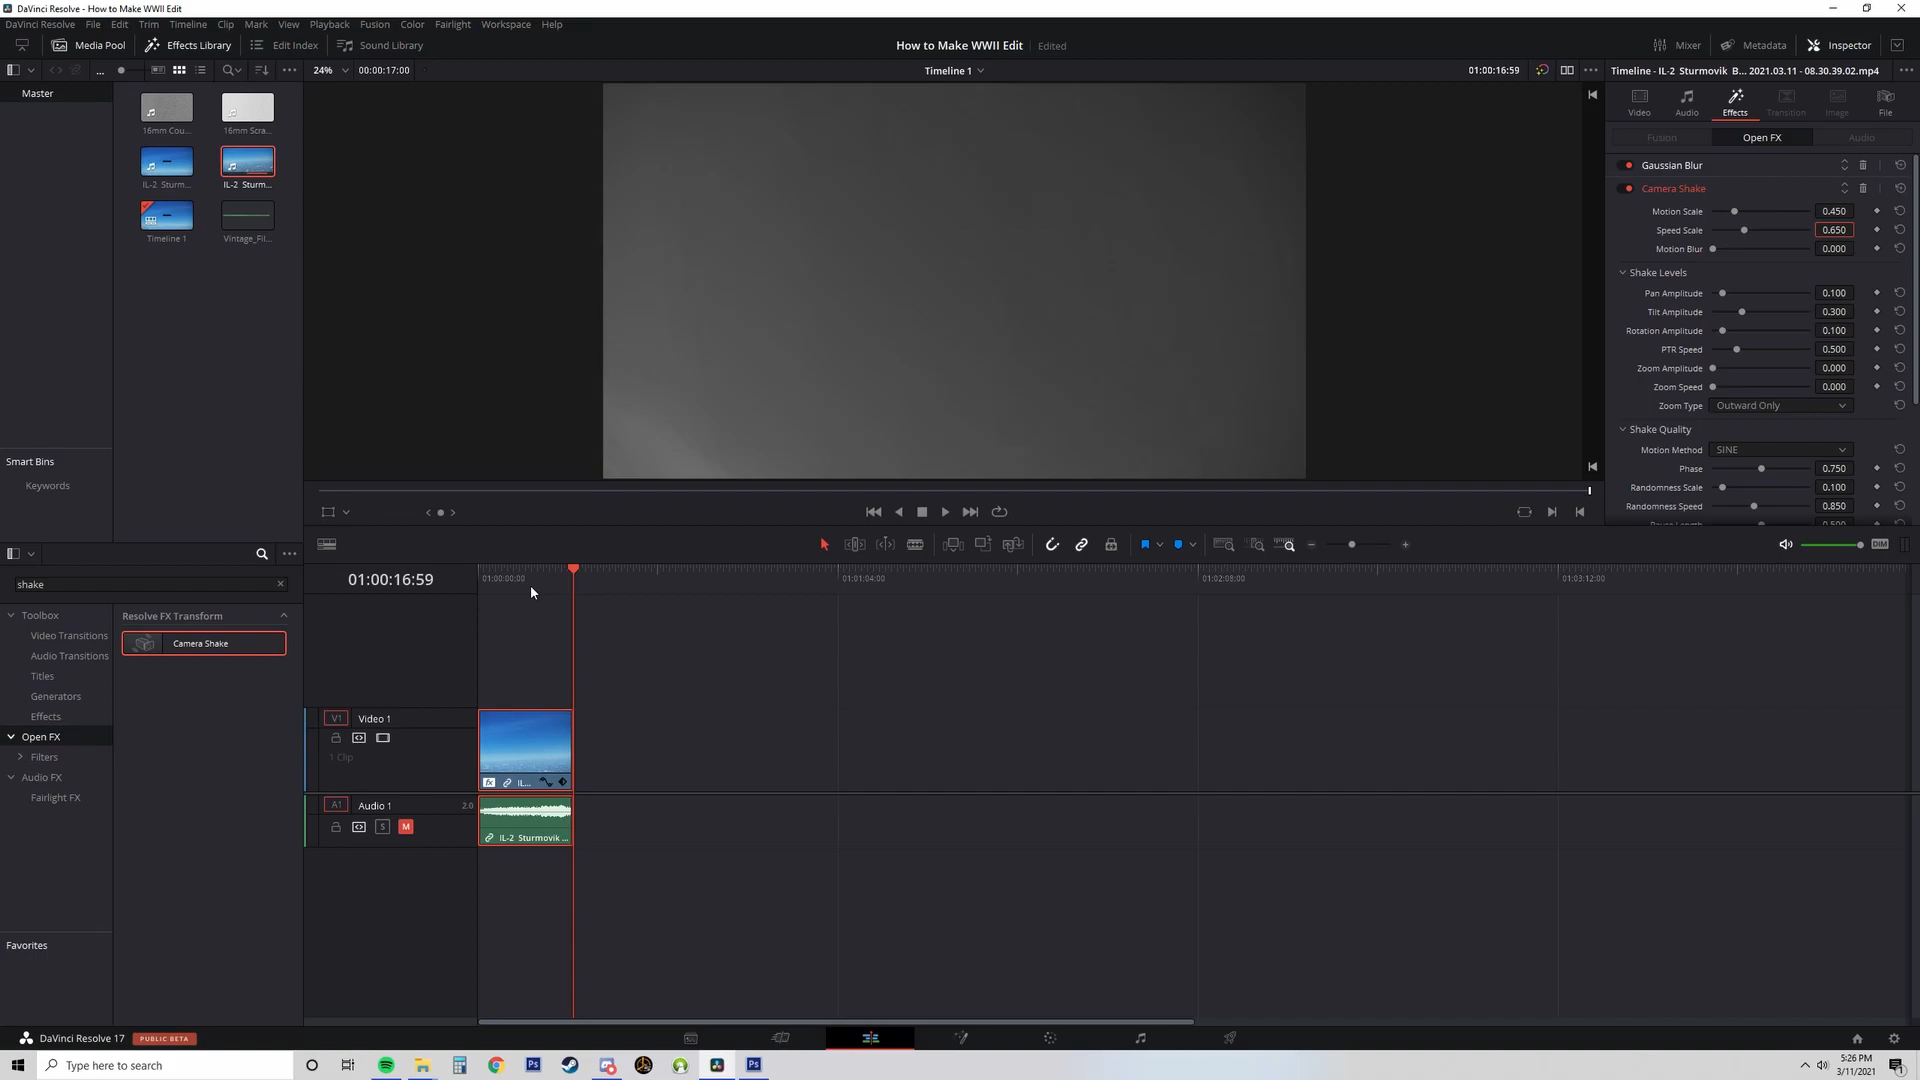 DaVinci Resolve - How to Make WWII Edit
DaVinci Resolve File Edit Trim Timeline Clip Mark View Playback Fusion Color Fairlight Workspace Help
Media Pool Effects Library Edit Index Sound Library
How to Make WWII Edit Edited
Mixer Metadata Inspector
... 24% 00:00:17:00
Timeline 1
01:00:16:59
Timeline - IL-2 Sturmovik B... 2021.03.11 - 08.30.39.02.mp4
Master
16mm Cou... 16mm Scra...
IL-2 Sturm... IL-2 Sturm...
Timeline 1 Vintage_Fil...
Smart Bins
Keywords
Video Audio Effects Transition Image File
Fusion Open FX Audio
Gaussian Blur
Camera Shake
Motion Scale 0.450
Speed Scale 0.650
Motion Blur 0.000
Shake Levels
Pan Amplitude 0.100
Tilt Amplitude 0.300
Rotation Amplitude 0.100
PTR Speed 0.500
Zoom Amplitude 0.000
Zoom Speed 0.000
Zoom Type Outward Only
Shake Quality
Motion Method SINE
Phase 0.750
Randomness Scale 0.100
Randomness Speed 0.850
DIM
shake
Toolbox
Video Transitions
Audio Transitions
Titles
Generators
Effects
Open FX
Filters
Audio FX
Fairlight FX
Favorites
Resolve FX Transform
Camera Shake
01:00:16:59
01:00:00:00 01:01:04:00 01:02:08:00 01:03:12:00
V1 Video 1
1 Clip
fx IL...
A1 Audio 1 2.0
S M
IL-2 Sturmovik ...
DaVinci Resolve 17 PUBLIC BETA
Type here to search
Ps
Ps
5:26 PM
3/11/2021
1